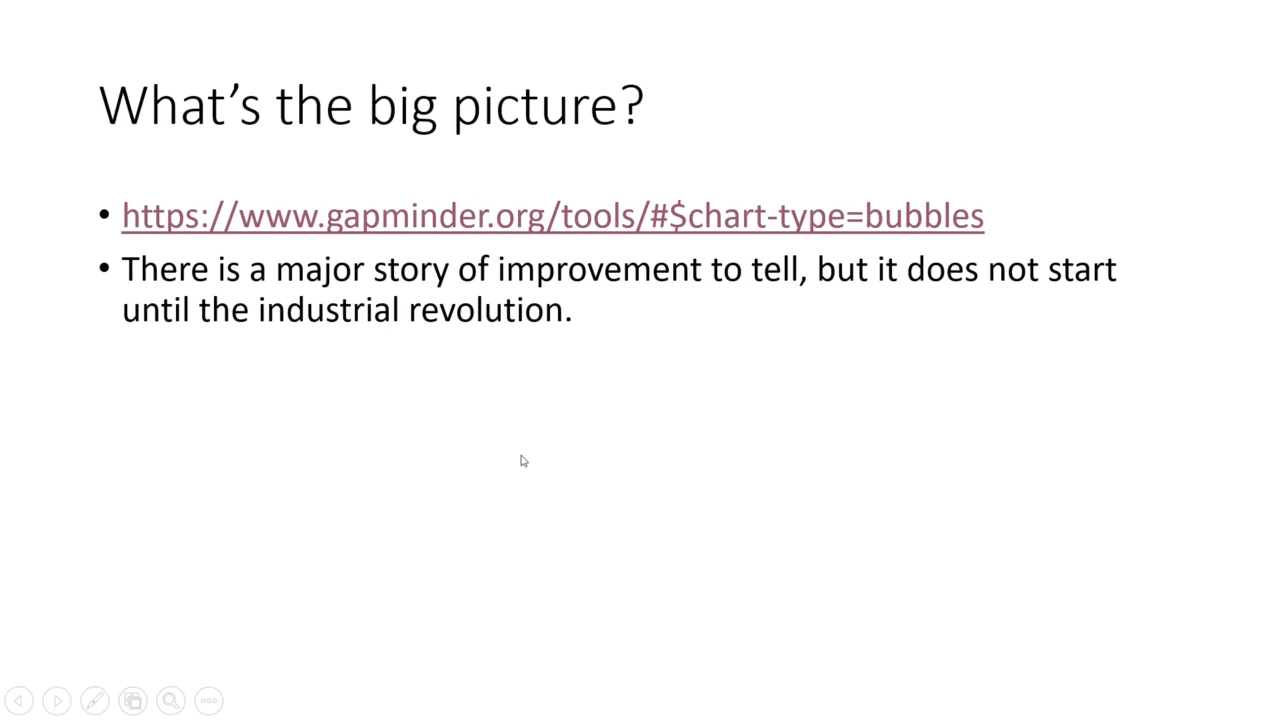 What’s the big picture?
• https://www.gapminder.org/tools/#$chart-type=bubbles
• There is a major story of improvement to tell, but it does not start
until the industrial revolution.